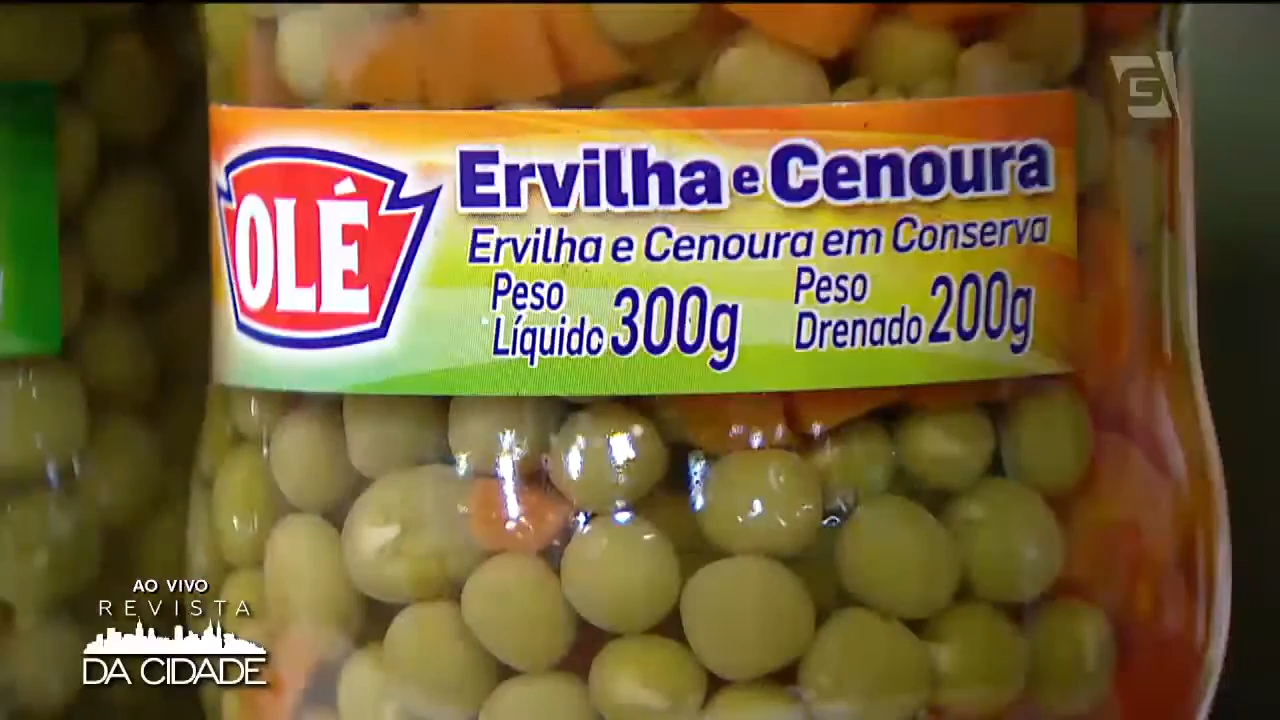 OLÉ
Ervilha e Cenoura
Ervilha e Cenoura em Conserva
Peso Líquido 300g
Peso Drenado 200g
AO VIVO
REVISTA
DA CIDADE
G